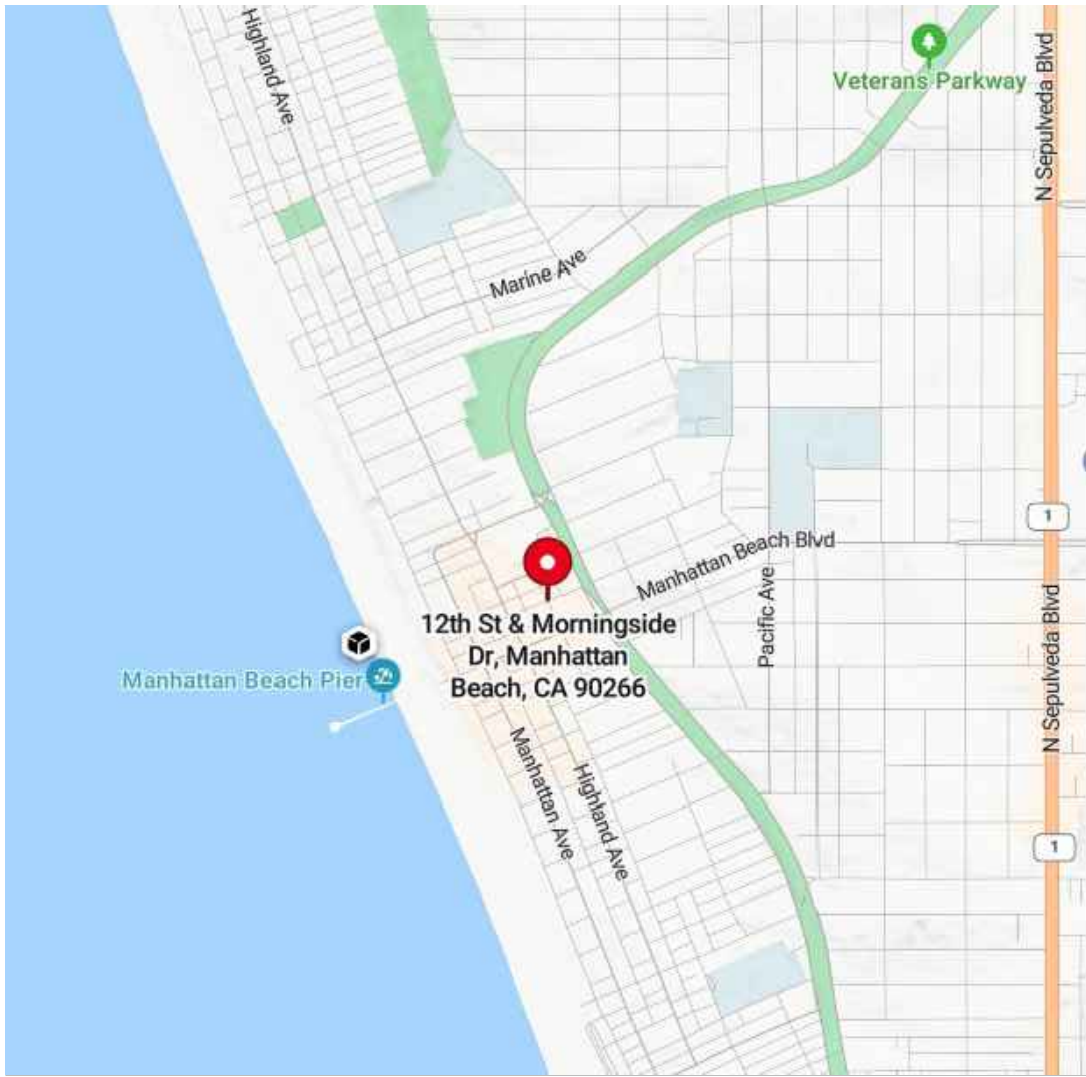 Highland Ave
Veterans Parkway
N Sepulveda Blvd
Marine Ave
1
Manhattan Beach Blvd
12th St & Morningside
Dr, Manhattan
Beach, CA 90266
Pacific Ave
Manhattan Beach Pier
N Sepulveda Blvd
Manhattan Ave
Highland Ave
1